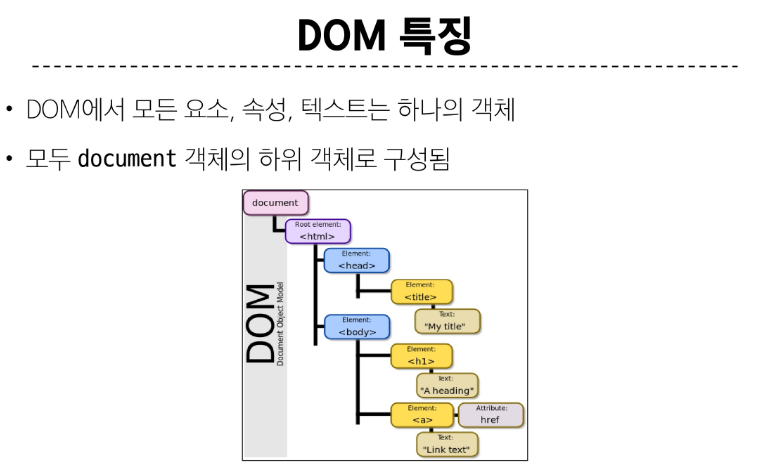 DOM 특징
• DOM에서 모든 요소, 속성, 텍스트는 하나의 객체
• 모두 document 객체의 하위 객체로 구성됨
document
Root element:
<html>
Element:
<head>
Element:
<title>
Text:
"My title"
Element:
<body>
Element:
<h1>
Text:
"A heading"
Element:
<a>
Attribute:
href
Text:
"Link text"
DOM
Document Object Model